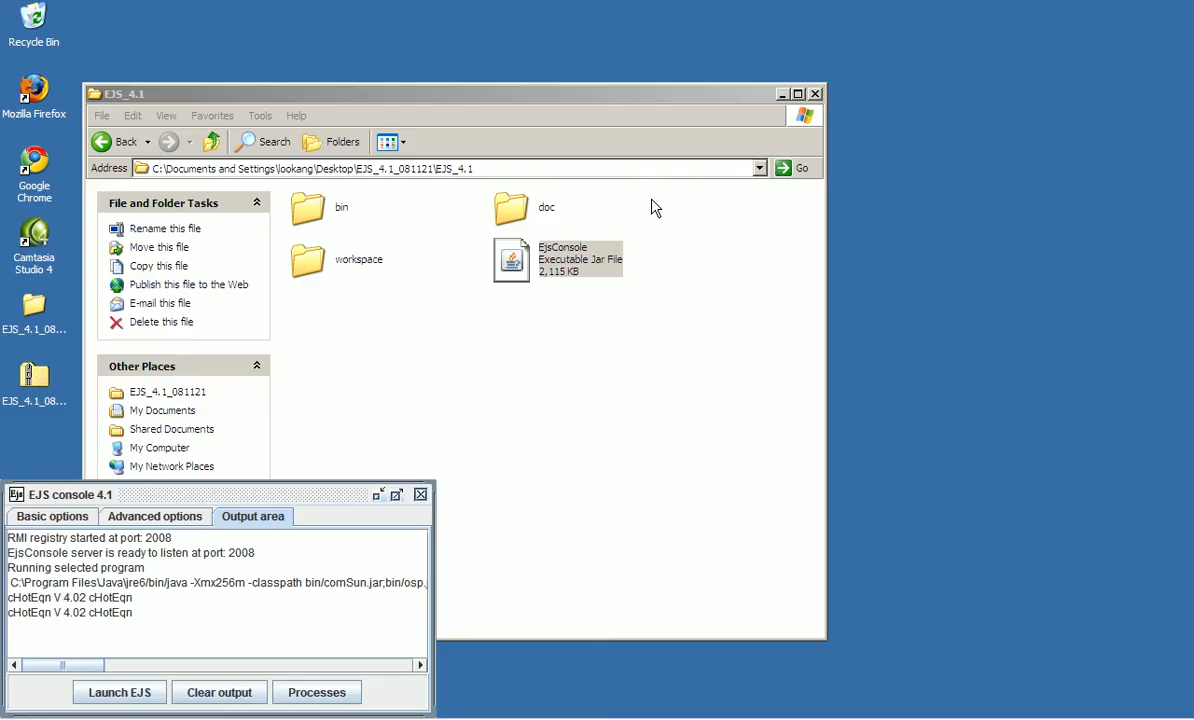 Recycle Bin
Mozilla Firefox
Google
Chrome
Camtasia
Studio 4
EJS_4.1_08...
EJS_4.1_08...
EJS_4.1
File Edit View Favorites Tools Help
Back Search Folders
Address C:\Documents and Settings\lookang\Desktop\EJS_4.1_081121\EJS_4.1 Go
File and Folder Tasks
Rename this file
Move this file
Copy this file
Publish this file to the Web
E-mail this file
Delete this file
Other Places
EJS_4.1_081121
My Documents
Shared Documents
My Computer
My Network Places
bin
doc
workspace
EjsConsole
Executable Jar File
2,115 KB
Ejs EJS console 4.1
Basic options Advanced options Output area
RMI registry started at port: 2008
EjsConsole server is ready to listen at port: 2008
Running selected program
C:\Program Files\Java\jre6/bin/java -Xmx256m -classpath bin/comSun.jar;bin/osp.
cHotEqn V 4.02 cHotEqn
cHotEqn V 4.02 cHotEqn
Launch EJS Clear output Processes